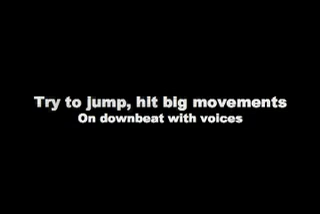 Try to jump, hit big movements
On downbeat with voices